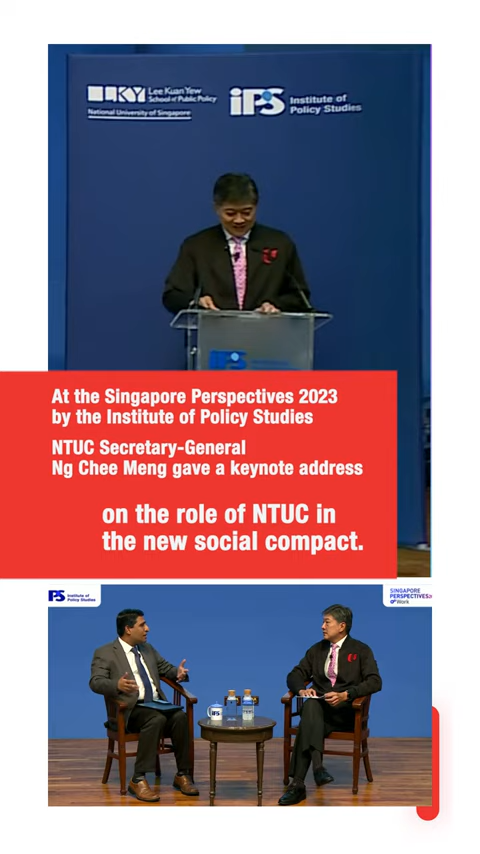 LKY Lee Kuan Yew
School of Public Policy
National University of Singapore
iPS Institute of
Policy Studies
iPS
At the Singapore Perspectives 2023
by the Institute of Policy Studies
NTUC Secretary-General
Ng Chee Meng gave a keynote address
on the role of NTUC in
the new social compact.
IPS Institute of
Policy Studies
SINGAPORE
PERSPECTIVES
Work
iPS